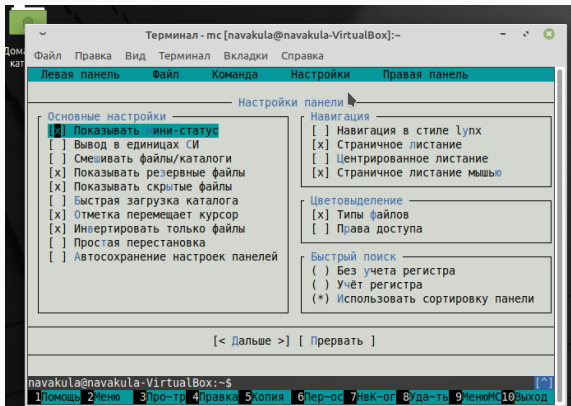 Дома
кат
Терминал - mc [navakula@navakula-VirtualBox]:~
Файл Правка Вид Терминал Вкладки Справка
Левая панель Файл Команда Настройки Правая панель
Настройки панели
Основные настройки
[x] Показывать мини-статус
[ ] Вывод в единицах СИ
[ ] Смешивать файлы/каталоги
[x] Показывать резервные файлы
[x] Показывать скрытые файлы
[ ] Быстрая загрузка каталога
[x] Отметка перемещает курсор
[x] Инвертировать только файлы
[ ] Простая перестановка
[ ] Автосохранение настроек панелей
Навигация
[ ] Навигация в стиле lynx
[x] Страничное листание
[ ] Центрированное листание
[x] Страничное листание мышью
Цветовыделение
[x] Типы файлов
[ ] Права доступа
Быстрый поиск
( ) Без учета регистра
( ) Учёт регистра
(*) Использовать сортировку панели
[< Дальше >] [ Прервать ]
navakula@navakula-VirtualBox:~$ [^]
1Помощь 2Меню 3Про~тр 4Правка 5Копия 6Пер~ос 7НвК~ог 8Уда~ть 9МенюMC 10Выход